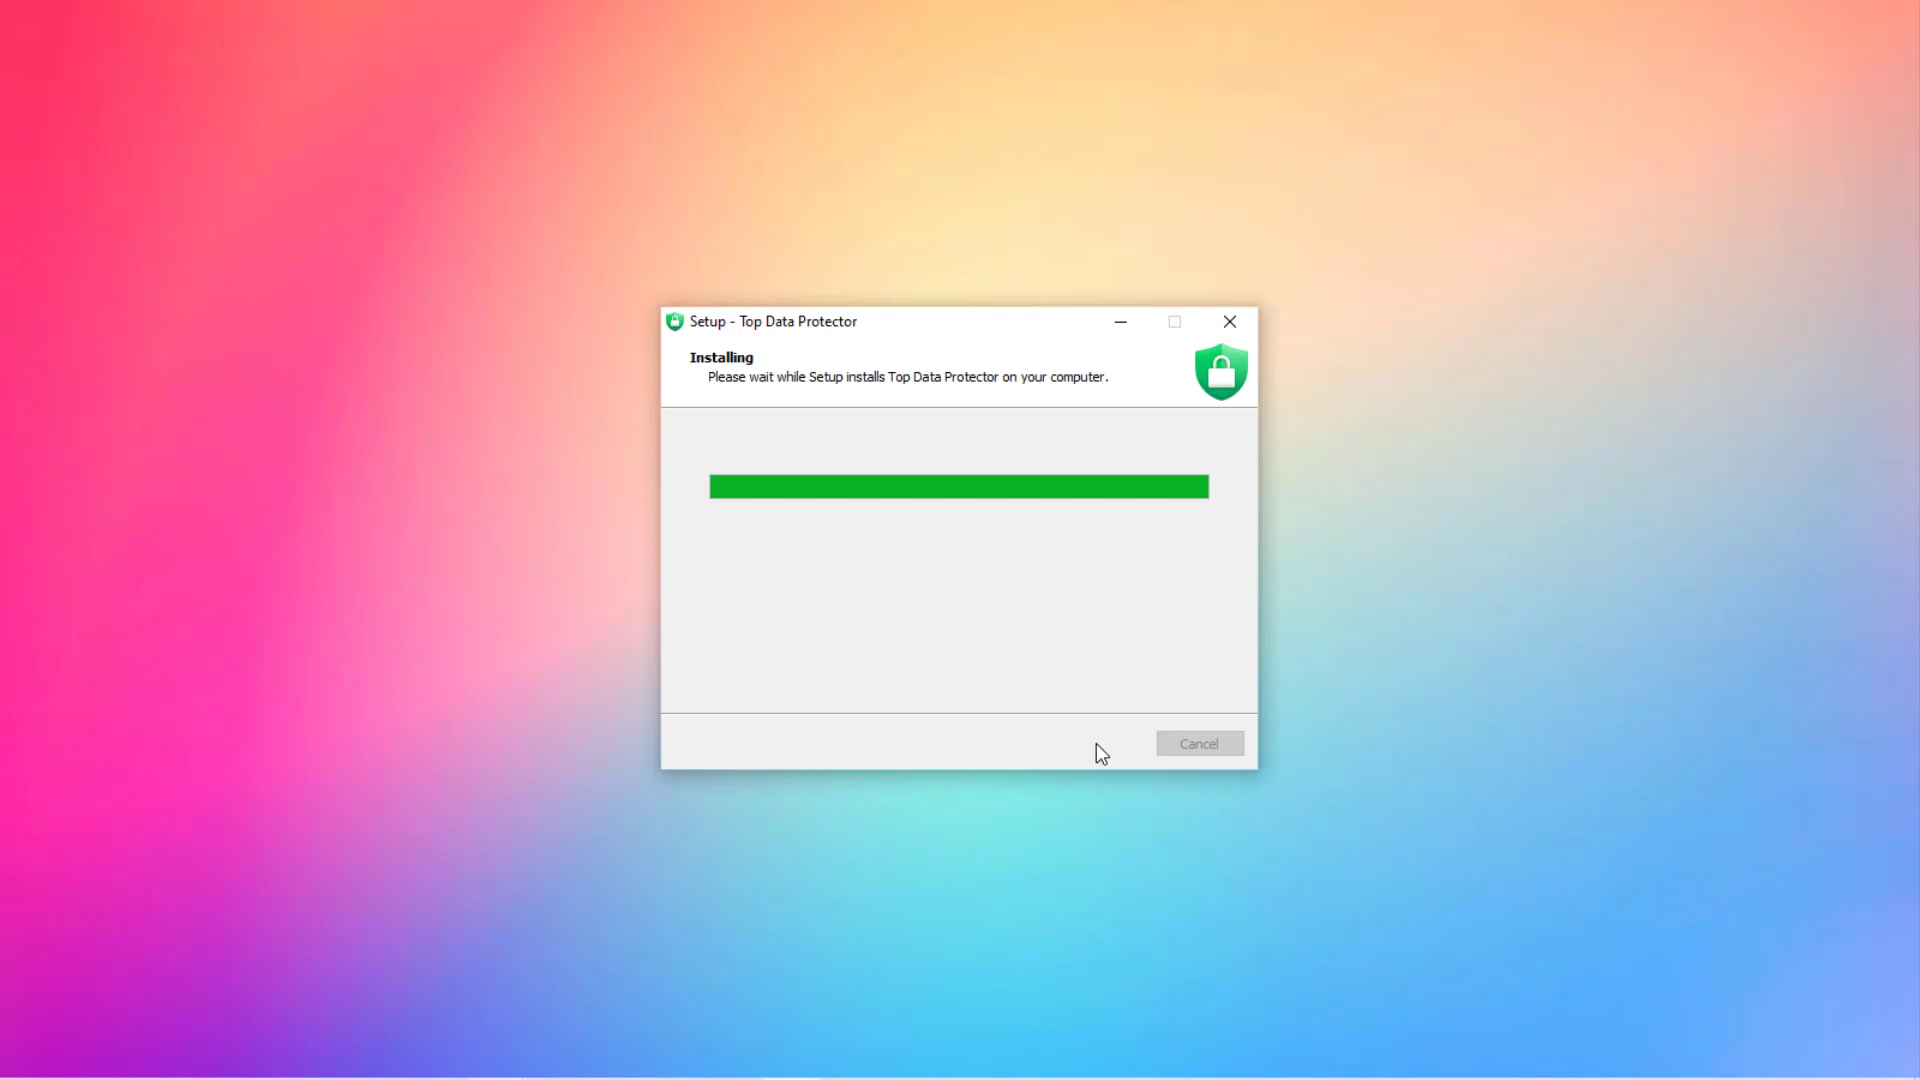 Setup - Top Data Protector
Installing
Please wait while Setup installs Top Data Protector on your computer.
Cancel